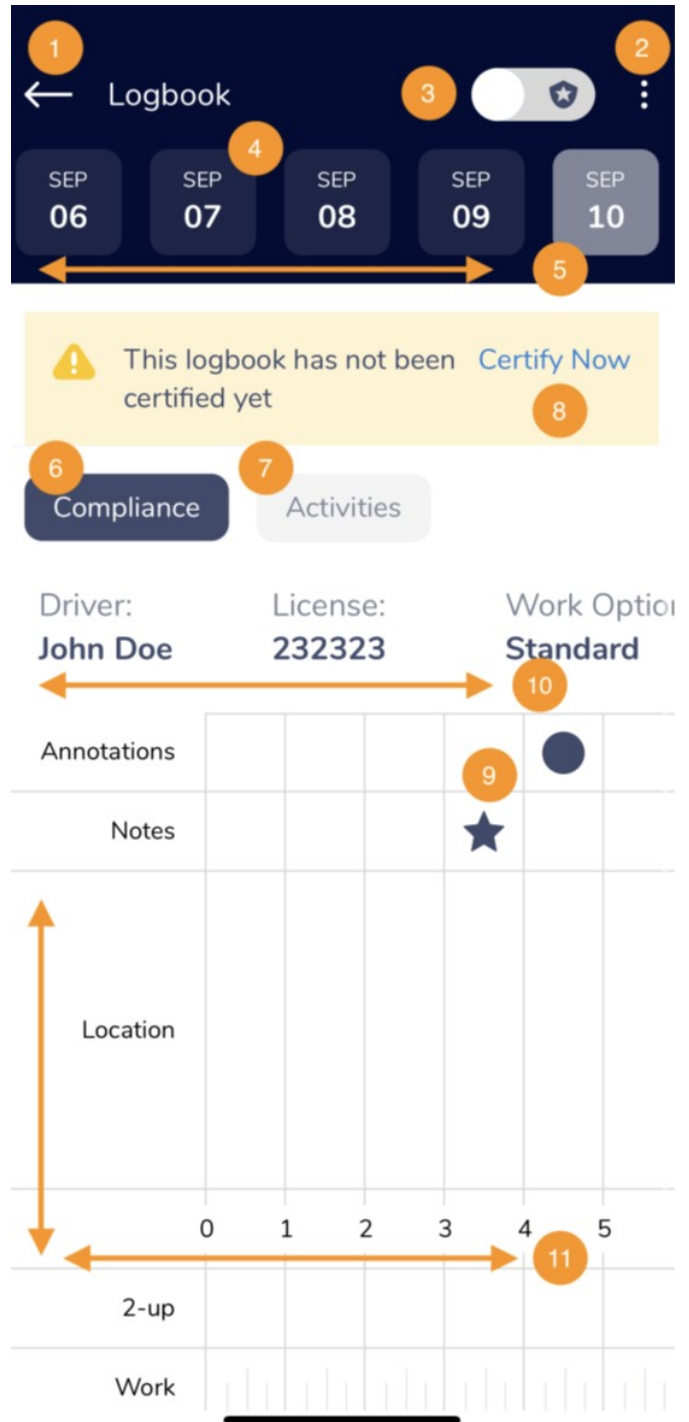 1
2
Logbook
3
4
SEP SEP SEP SEP SEP
06 07 08 09 10
5
This logbook has not been Certify Now
certified yet
8
6
7
Compliance Activities
Driver: License: Work Optio
John Doe 232323 Standard
10
Annotations
9
Notes
Location
0 1 2 3 4 5
11
2-up
Work